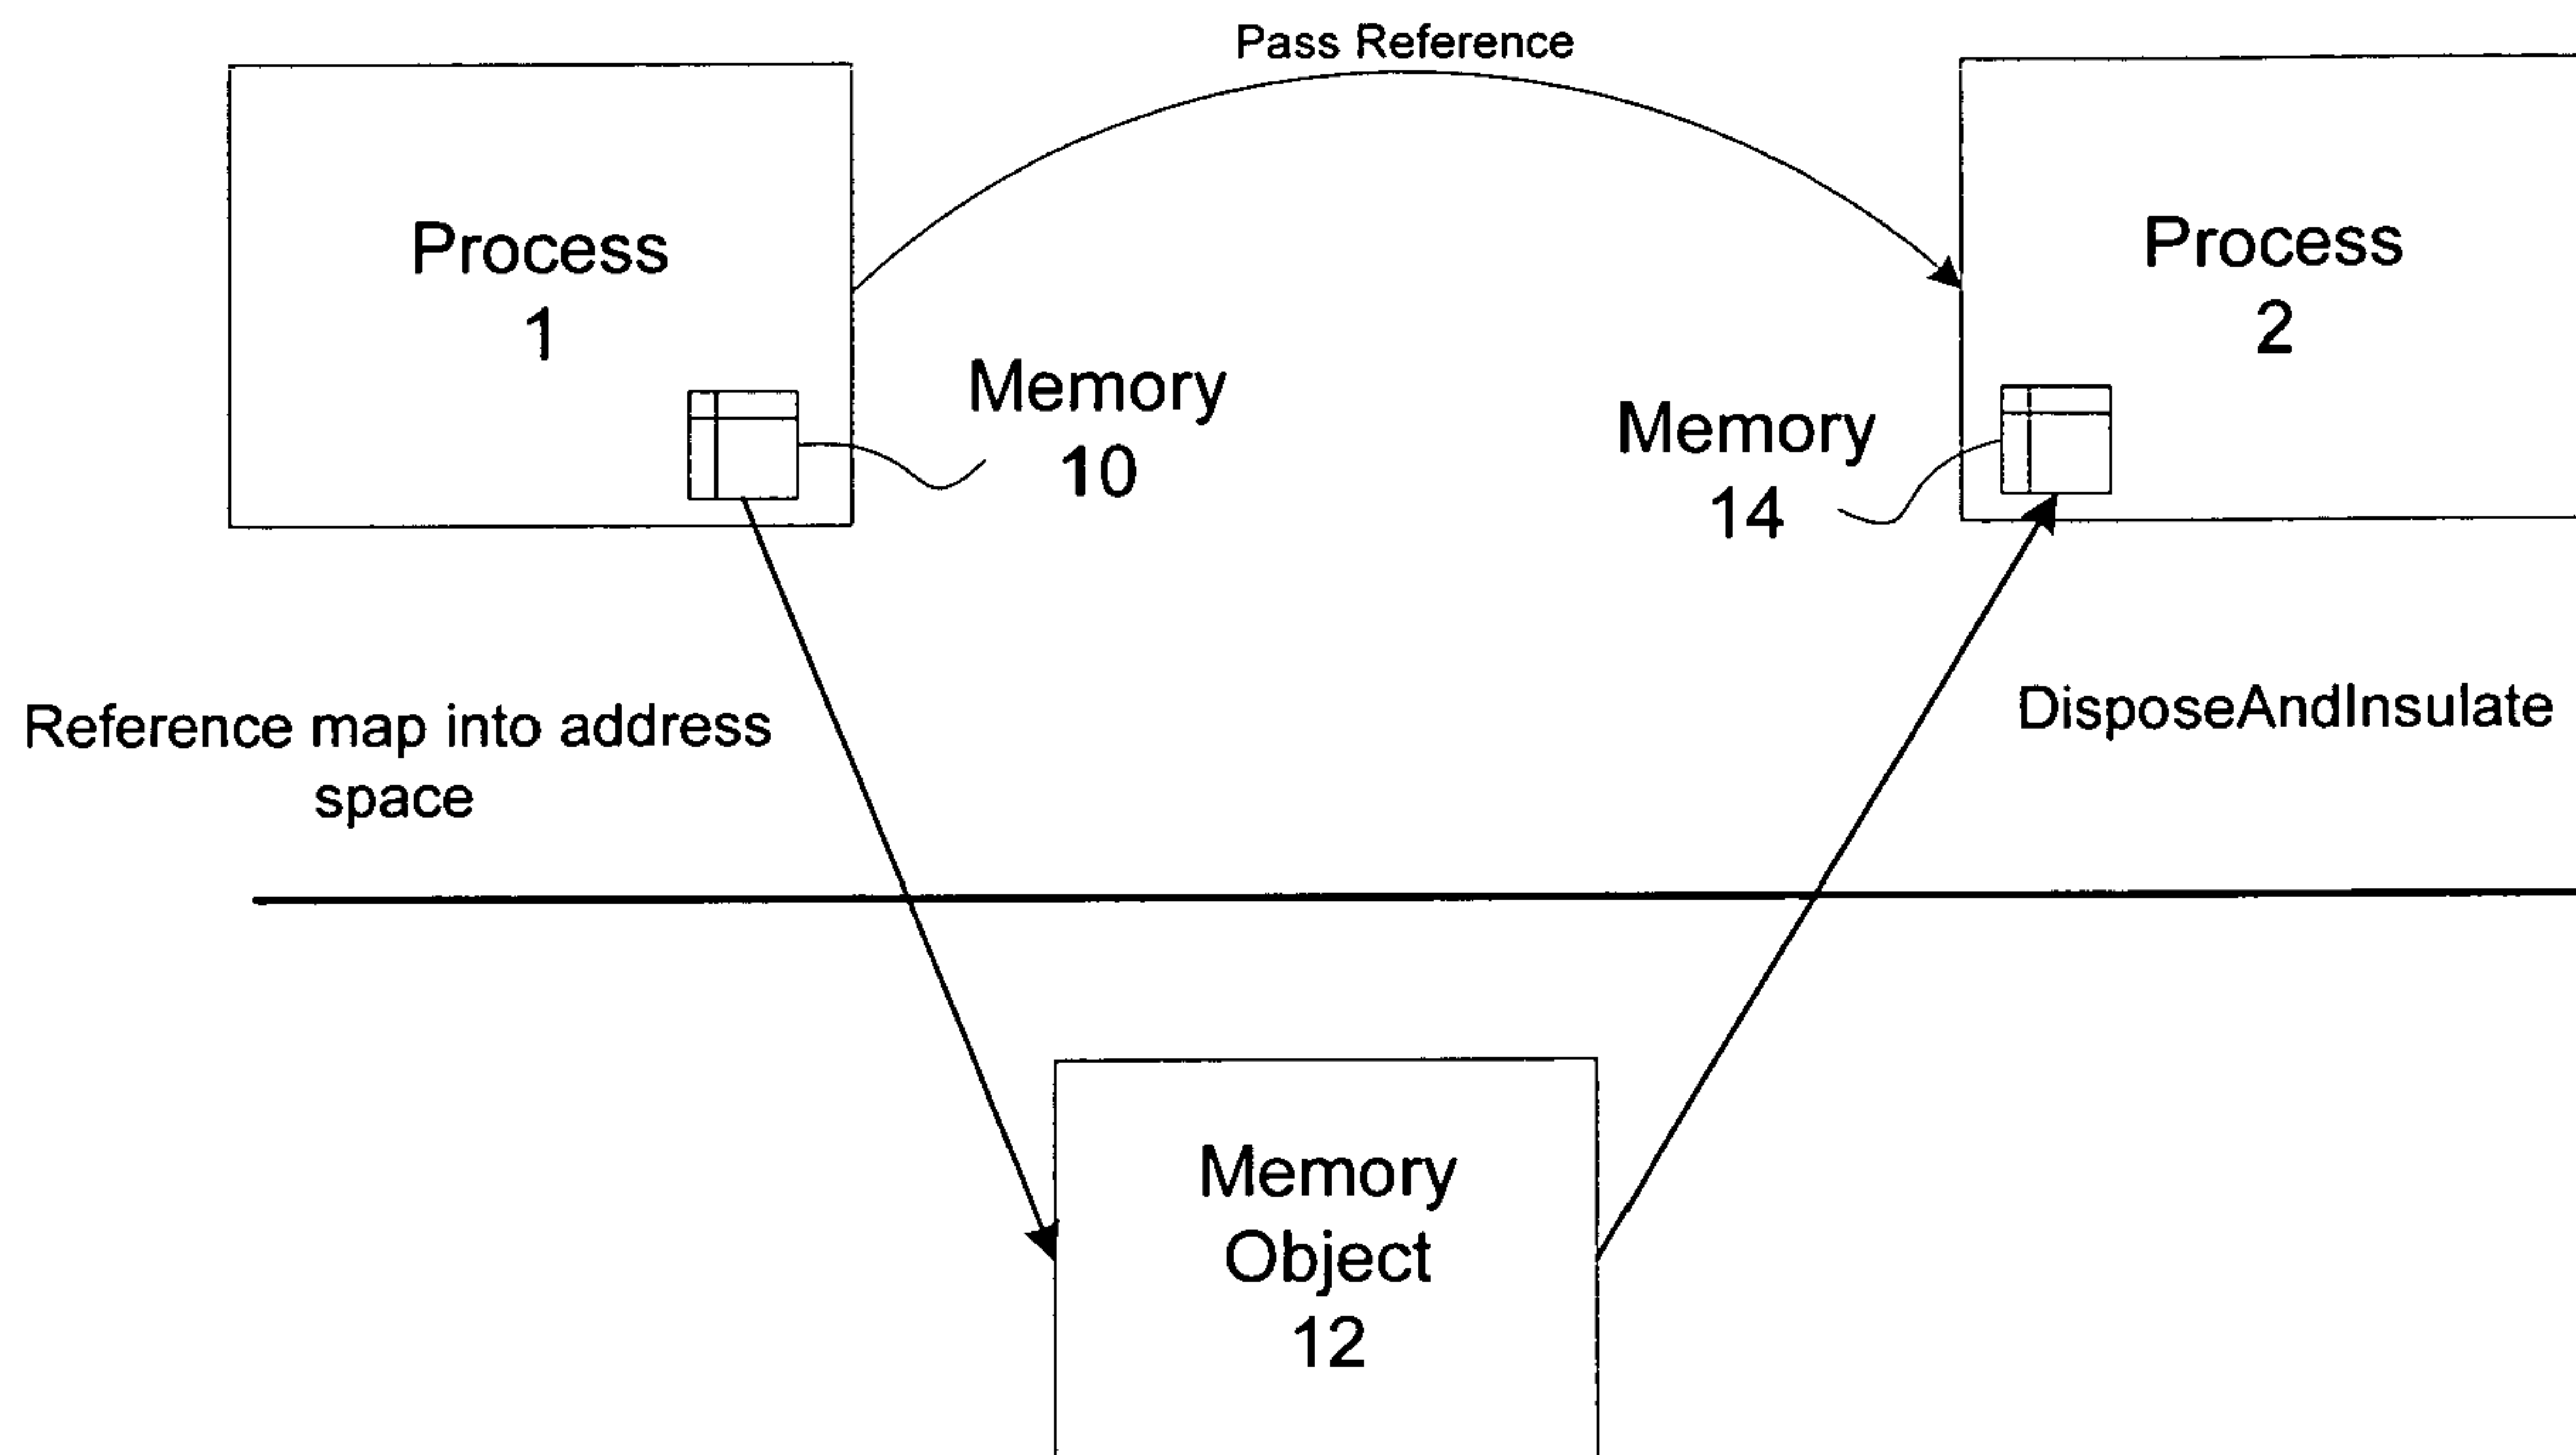 Pass Reference
Process
1
Process
2
Memory
10
Memory
14
Reference map into address
space
DisposeAndInsulate
Memory
Object
12